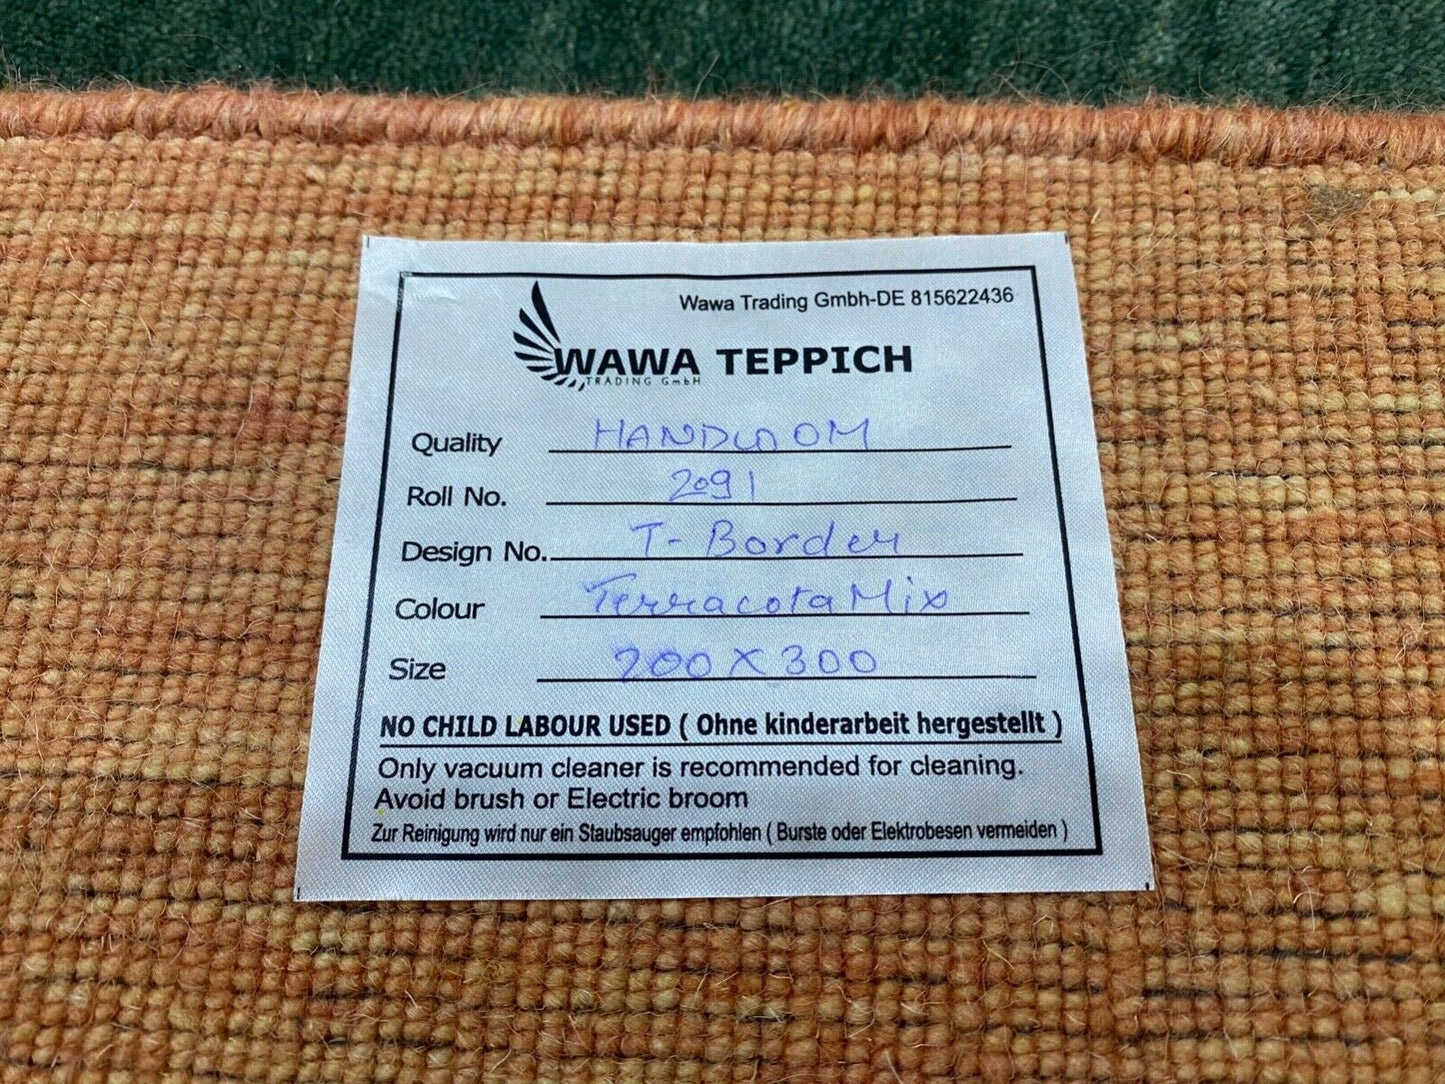 Wawa Trading Gmbh-DE 815622436
WAWA TEPPICH
TRADING GmbH
Quality HANDLOOM
Roll No. 2091
Design No. T-Border
Colour Terracota Mix
Size 200 X 300
NO CHILD LABOUR USED ( Ohne kinderarbeit hergestellt )
Only vacuum cleaner is recommended for cleaning.
Avoid brush or Electric broom
Zur Reinigung wird nur ein Staubsauger empfohlen ( Burste oder Elektrobesen vermeiden )